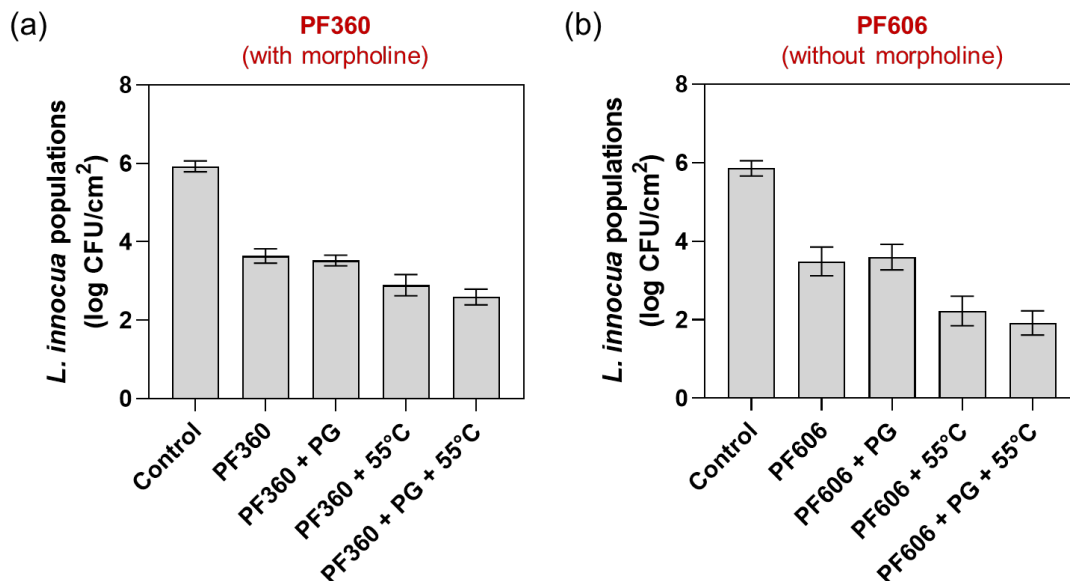 (a)
PF360
(with morpholine)
L. innocua populations
(log CFU/cm²)
8
6
4
2
0
Control
PF360
PF360 + PG
PF360 + 55°C
PF360 + PG + 55°C
(b)
PF606
(without morpholine)
L. innocua populations
(log CFU/cm²)
8
6
4
2
0
Control
PF606
PF606 + PG
PF606 + 55°C
PF606 + PG + 55°C